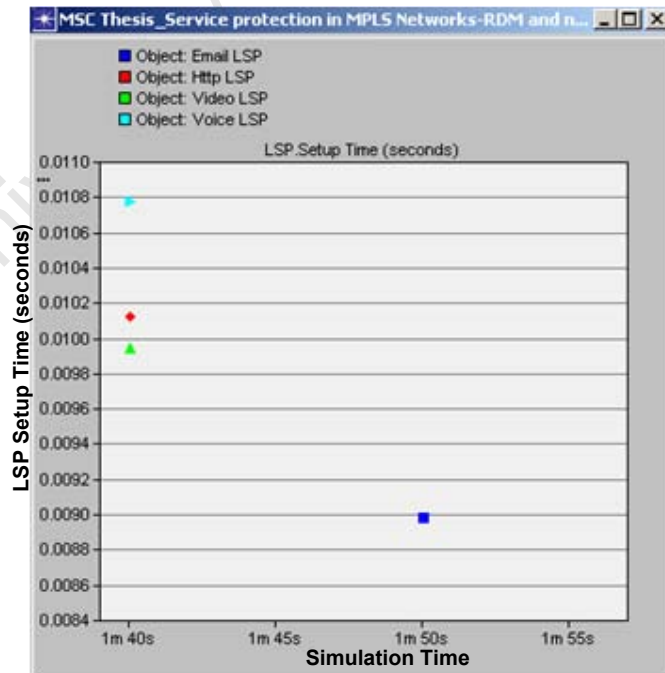 MSC Thesis_Service protection in MPLS Networks-RDM and n...
Object: Email LSP
Object: Http LSP
Object: Video LSP
Object: Voice LSP
LSP.Setup Time (seconds)
0.0110
...
0.0108
0.0106
0.0104
0.0102
0.0100
0.0098
0.0096
0.0094
0.0092
0.0090
0.0088
0.0086
0.0084
LSP Setup Time (seconds)
1m 40s 1m 45s 1m 50s 1m 55s
Simulation Time